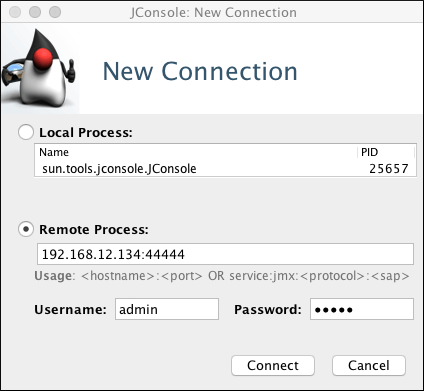 JConsole: New Connection
New Connection
Local Process:
Name PID
sun.tools.jconsole.JConsole 25657
Remote Process:
192.168.12.134:44444
Usage: <hostname>:<port> OR service:jmx:<protocol>:<sap>
Username: admin Password: •••••
Connect Cancel